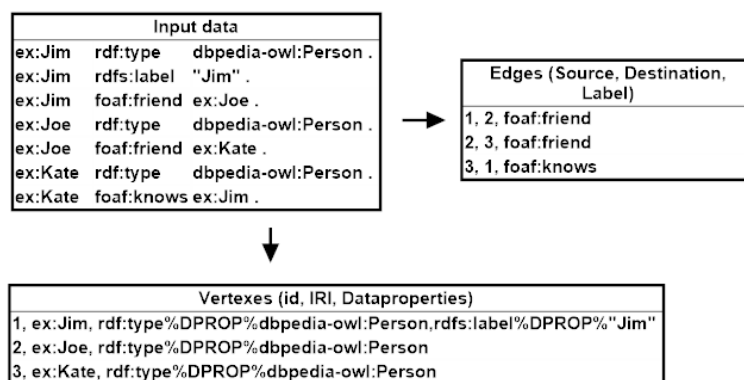 Input data
ex:Jim rdf:type dbpedia-owl:Person .
ex:Jim rdfs:label "Jim" .
ex:Jim foaf:friend ex:Joe .
ex:Joe rdf:type dbpedia-owl:Person .
ex:Joe foaf:friend ex:Kate .
ex:Kate rdf:type dbpedia-owl:Person .
ex:Kate foaf:knows ex:Jim .
Edges (Source, Destination,
Label)
1, 2, foaf:friend
2, 3, foaf:friend
3, 1, foaf:knows
Vertexes (id, IRI, Dataproperties)
1, ex:Jim, rdf:type%DPROP%dbpedia-owl:Person,rdfs:label%DPROP%"Jim"
2, ex:Joe, rdf:type%DPROP%dbpedia-owl:Person
3, ex:Kate, rdf:type%DPROP%dbpedia-owl:Person